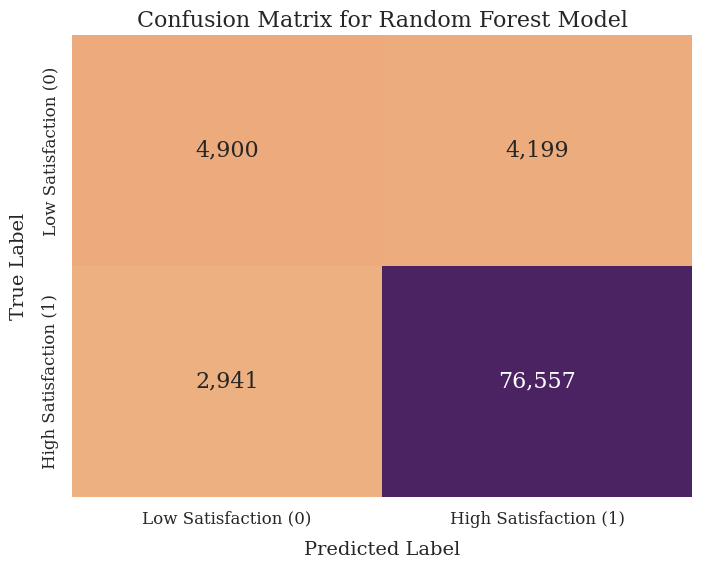 Confusion Matrix for Random Forest Model
True Label
Low Satisfaction (0)
4,900
4,199
High Satisfaction (1)
2,941
76,557
Low Satisfaction (0)
High Satisfaction (1)
Predicted Label